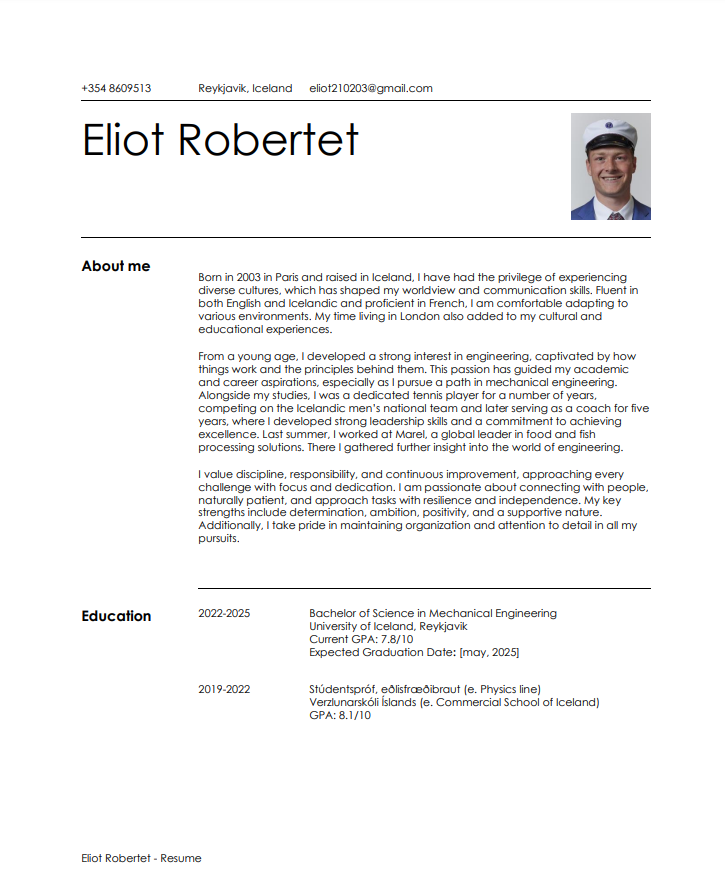 +354 8609513 Reykjavik, Iceland eliot210203@gmail.com
Eliot Robertet
About me
Born in 2003 in Paris and raised in Iceland, I have had the privilege of experiencing
diverse cultures, which has shaped my worldview and communication skills. Fluent in
both English and Icelandic and proficient in French, I am comfortable adapting to
various environments. My time living in London also added to my cultural and
educational experiences.
From a young age, I developed a strong interest in engineering, captivated by how
things work and the principles behind them. This passion has guided my academic
and career aspirations, especially as I pursue a path in mechanical engineering.
Alongside my studies, I was a dedicated tennis player for a number of years,
competing on the Icelandic men’s national team and later serving as a coach for five
years, where I developed strong leadership skills and a commitment to achieving
excellence. Last summer, I worked at Marel, a global leader in food and fish
processing solutions. There I gathered further insight into the world of engineering.
I value discipline, responsibility, and continuous improvement, approaching every
challenge with focus and dedication. I am passionate about connecting with people,
naturally patient, and approach tasks with resilience and independence. My key
strengths include determination, ambition, positivity, and a supportive nature.
Additionally, I take pride in maintaining organization and attention to detail in all my
pursuits.
Education
2022-2025 Bachelor of Science in Mechanical Engineering
University of Iceland, Reykjavik
Current GPA: 7.8/10
Expected Graduation Date: [may, 2025]
2019-2022 Stúdentspróf, eðlisfræðibraut (e. Physics line)
Verzlunarskóli Íslands (e. Commercial School of Iceland)
GPA: 8.1/10
Eliot Robertet - Resume